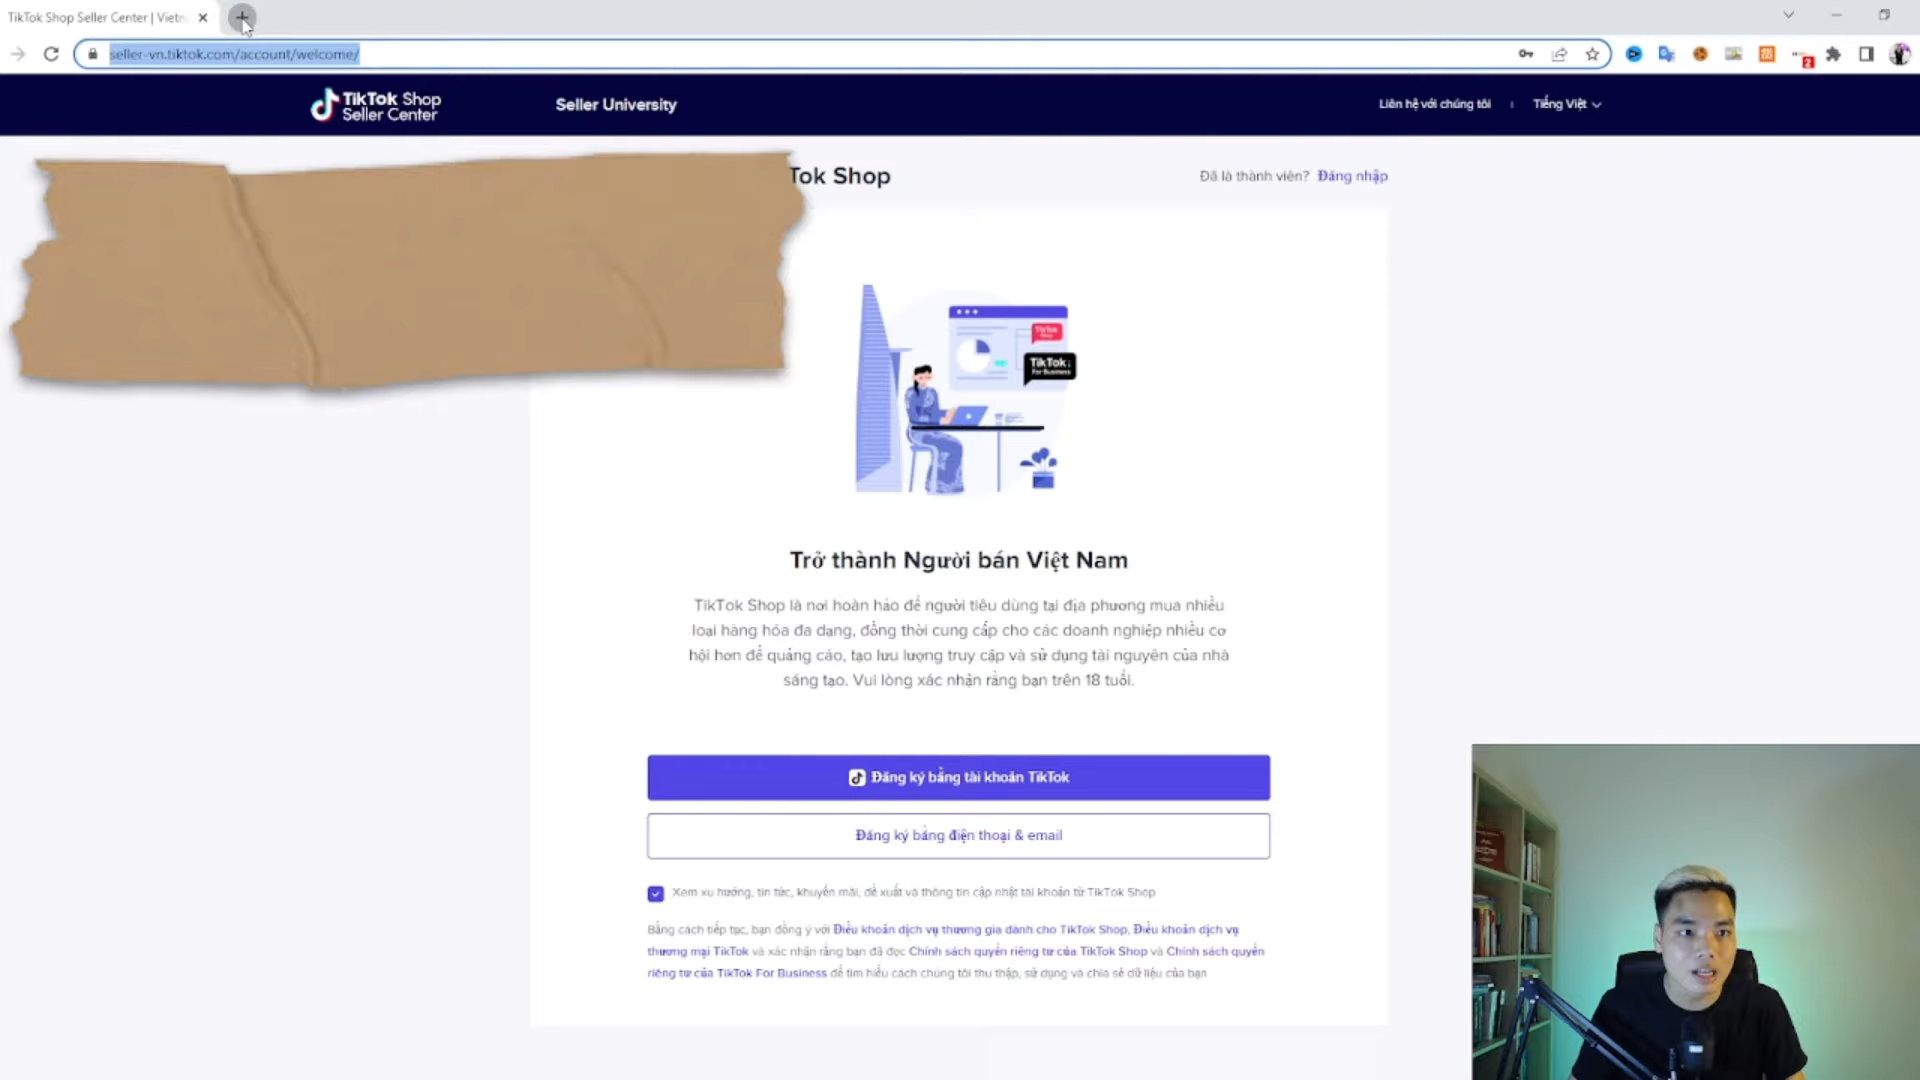 TikTok Shop Seller Center | Vietn
seller-vn.tiktok.com/account/welcome/
2
TikTok Shop
Seller Center
Seller University
Liên hệ với chúng tôi
Tiếng Việt
Tok Shop
Đã là thành viên? Đăng nhập
TikTok
Shop
TikTok:
For Business
Trở thành Người bán Việt Nam
TikTok Shop là nơi hoàn hảo để người tiêu dùng tại địa phương mua nhiều
loại hàng hóa đa dạng, đồng thời cung cấp cho các doanh nghiệp nhiều cơ
hội hơn để quảng cáo, tạo lưu lượng truy cập và sử dụng tài nguyên của nhà
sáng tạo. Vui lòng xác nhận rằng bạn trên 18 tuổi.
Đăng ký bằng tài khoản TikTok
Đăng ký bằng điện thoại & email
Xem xu hướng, tin tức, khuyến mãi, đề xuất và thông tin cập nhật tài khoản từ TikTok Shop
Bằng cách tiếp tục, bạn đồng ý với Điều khoản dịch vụ thương gia dành cho TikTok Shop, Điều khoản dịch vụ
thương mại TikTok và xác nhận rằng bạn đã đọc Chính sách quyền riêng tư của TikTok Shop và Chính sách quyền
riêng tư của TikTok For Business để tìm hiểu cách chúng tôi thu thập, sử dụng và chia sẻ dữ liệu của bạn